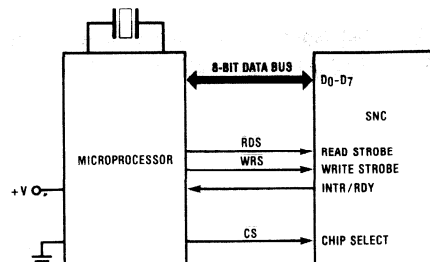 8-BIT DATA BUS
D0-D7
SNC
RDS
READ STROBE
MICROPROCESSOR
WRS
WRITE STROBE
+V
INTR/RDY
CS
CHIP SELECT